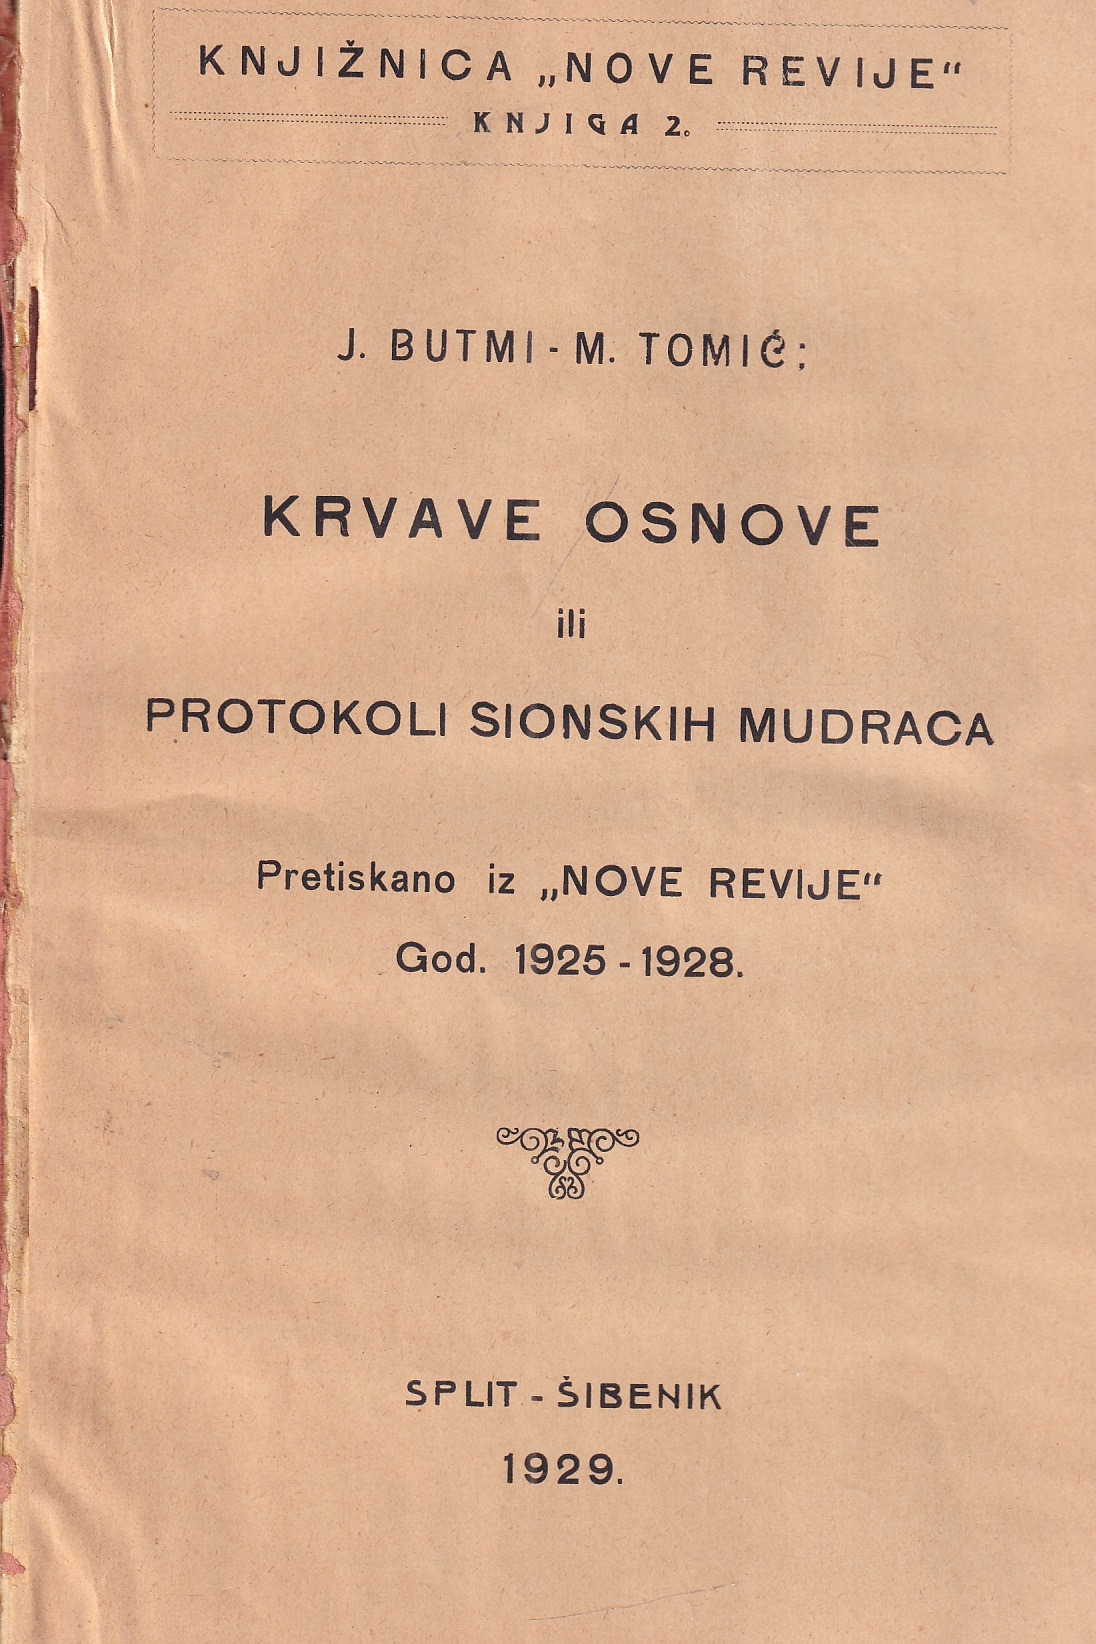 KNJIŽNICA „NOVE REVIJE“
KNJIGA 2.
J. BUTMI - M. TOMIĆ:
KRVAVE OSNOVE
ili
PROTOKOLI SIONSKIH MUDRACA
Pretiskano iz „NOVE REVIJE“
God. 1925 - 1928.
SPLIT - ŠIBENIK
1929.